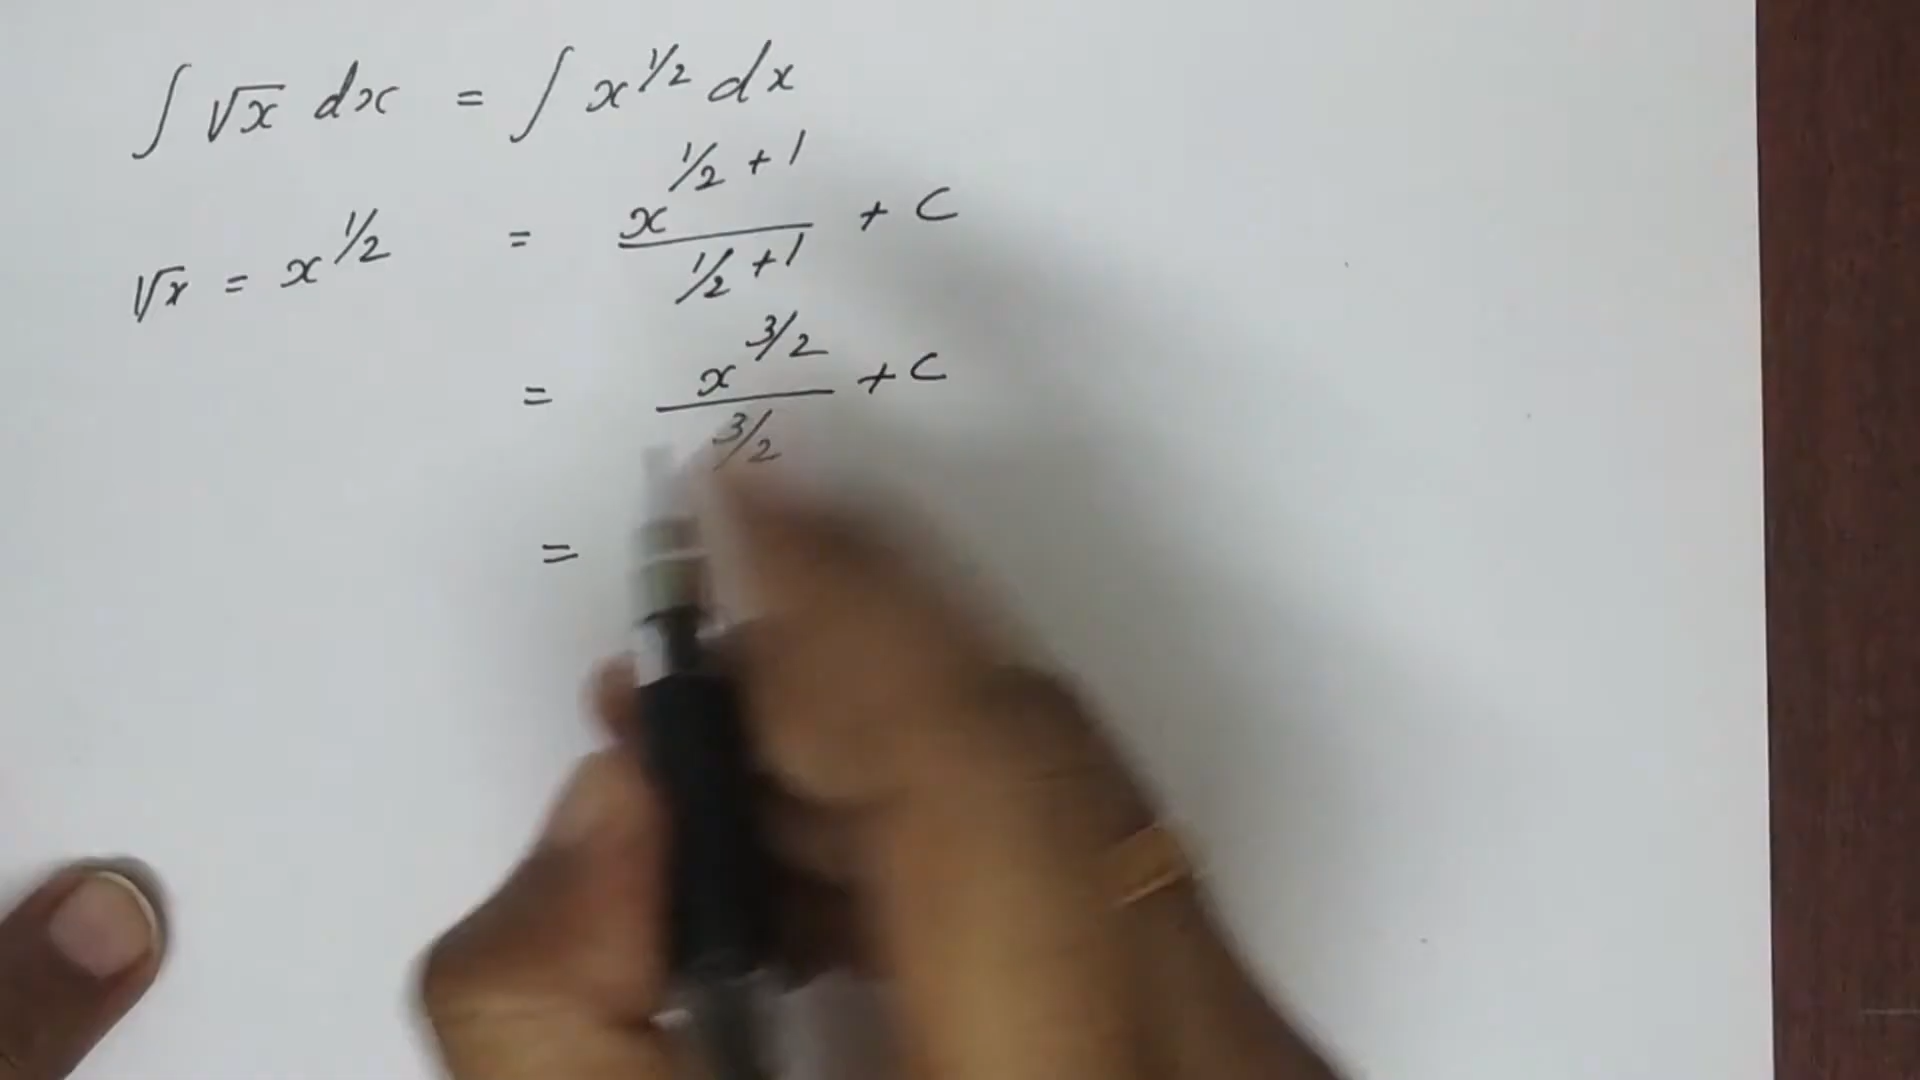 ∫ √x dx = ∫ x^1/2 dx
√x = x^1/2 = x^1/2 + 1 / 1/2 + 1 + C
= x^3/2 / 3/2 + C
=